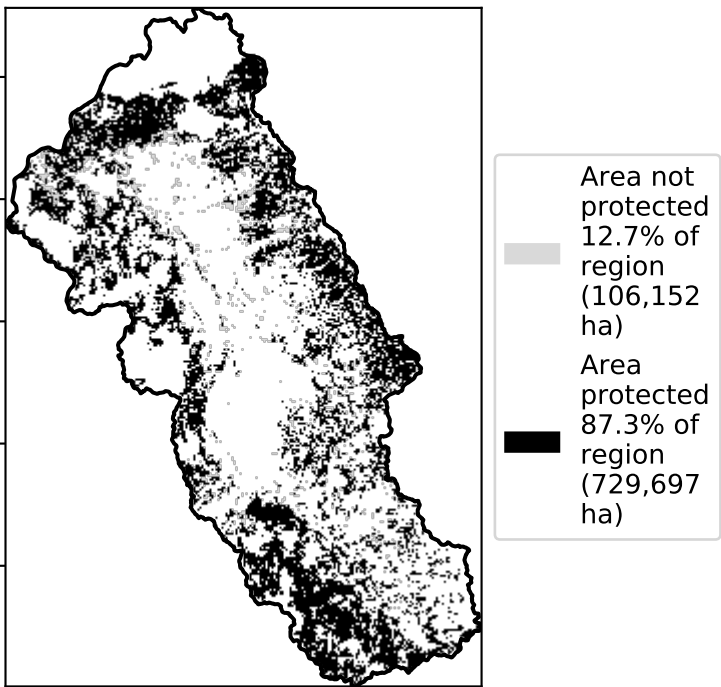 Area not
protected
12.7% of
region
(106,152
ha)
Area
protected
87.3% of
region
(729,697
ha)